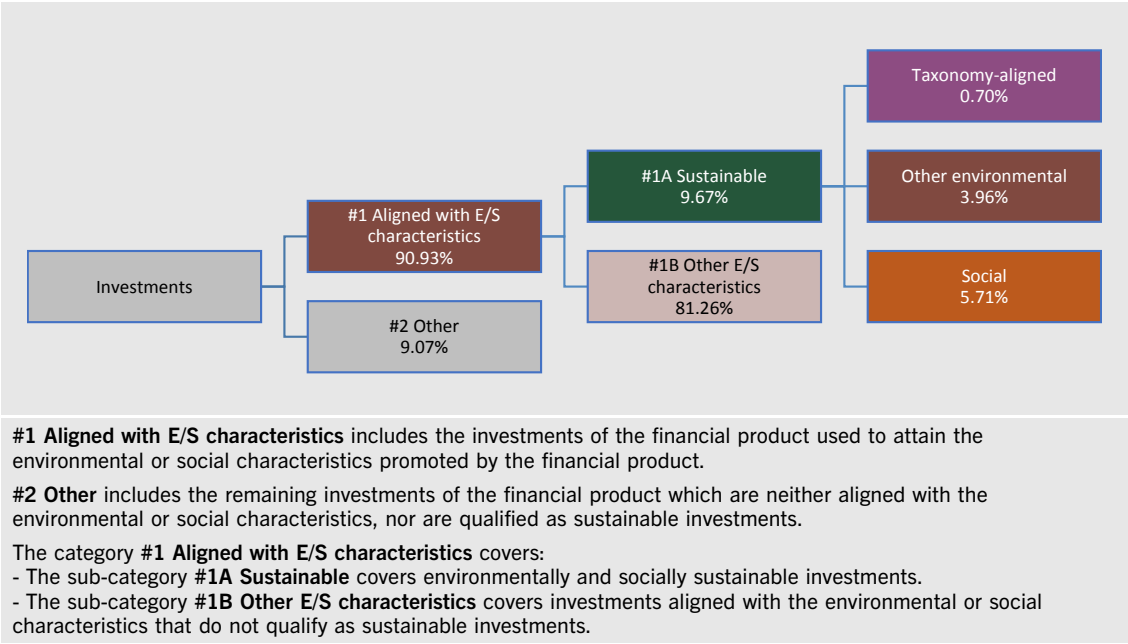 Investments
#1 Aligned with E/S
characteristics
90.93%
#2 Other
9.07%
#1A Sustainable
9.67%
#1B Other E/S
characteristics
81.26%
Taxonomy-aligned
0.70%
Other environmental
3.96%
Social
5.71%
#1 Aligned with E/S characteristics includes the investments of the financial product used to attain the
environmental or social characteristics promoted by the financial product.
#2 Other includes the remaining investments of the financial product which are neither aligned with the
environmental or social characteristics, nor are qualified as sustainable investments.
The category #1 Aligned with E/S characteristics covers:
- The sub-category #1A Sustainable covers environmentally and socially sustainable investments.
- The sub-category #1B Other E/S characteristics covers investments aligned with the environmental or social
characteristics that do not qualify as sustainable investments.